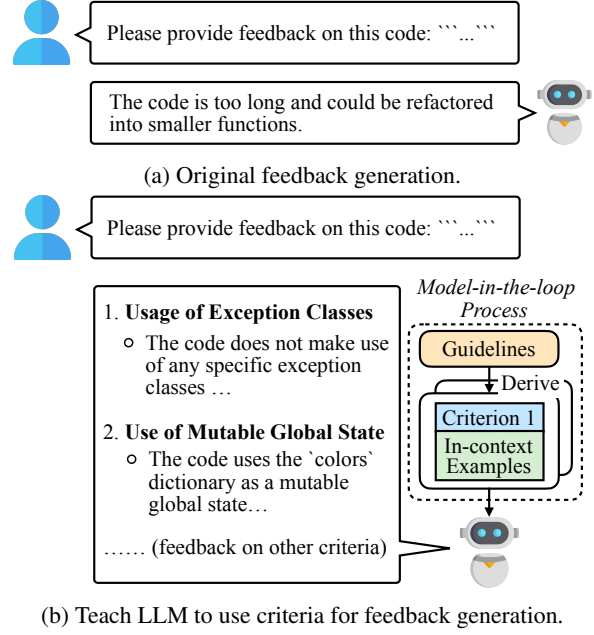 Please provide feedback on this code: ```...```
The code is too long and could be refactored
into smaller functions.
(a) Original feedback generation.
Please provide feedback on this code: ```...```
1. Usage of Exception Classes
The code does not make use
of any specific exception
classes ...
2. Use of Mutable Global State
The code uses the `colors`
dictionary as a mutable
global state...
...... (feedback on other criteria)
Model-in-the-loop
Process
Guidelines
Derive
Criterion 1
In-context
Examples
(b) Teach LLM to use criteria for feedback generation.